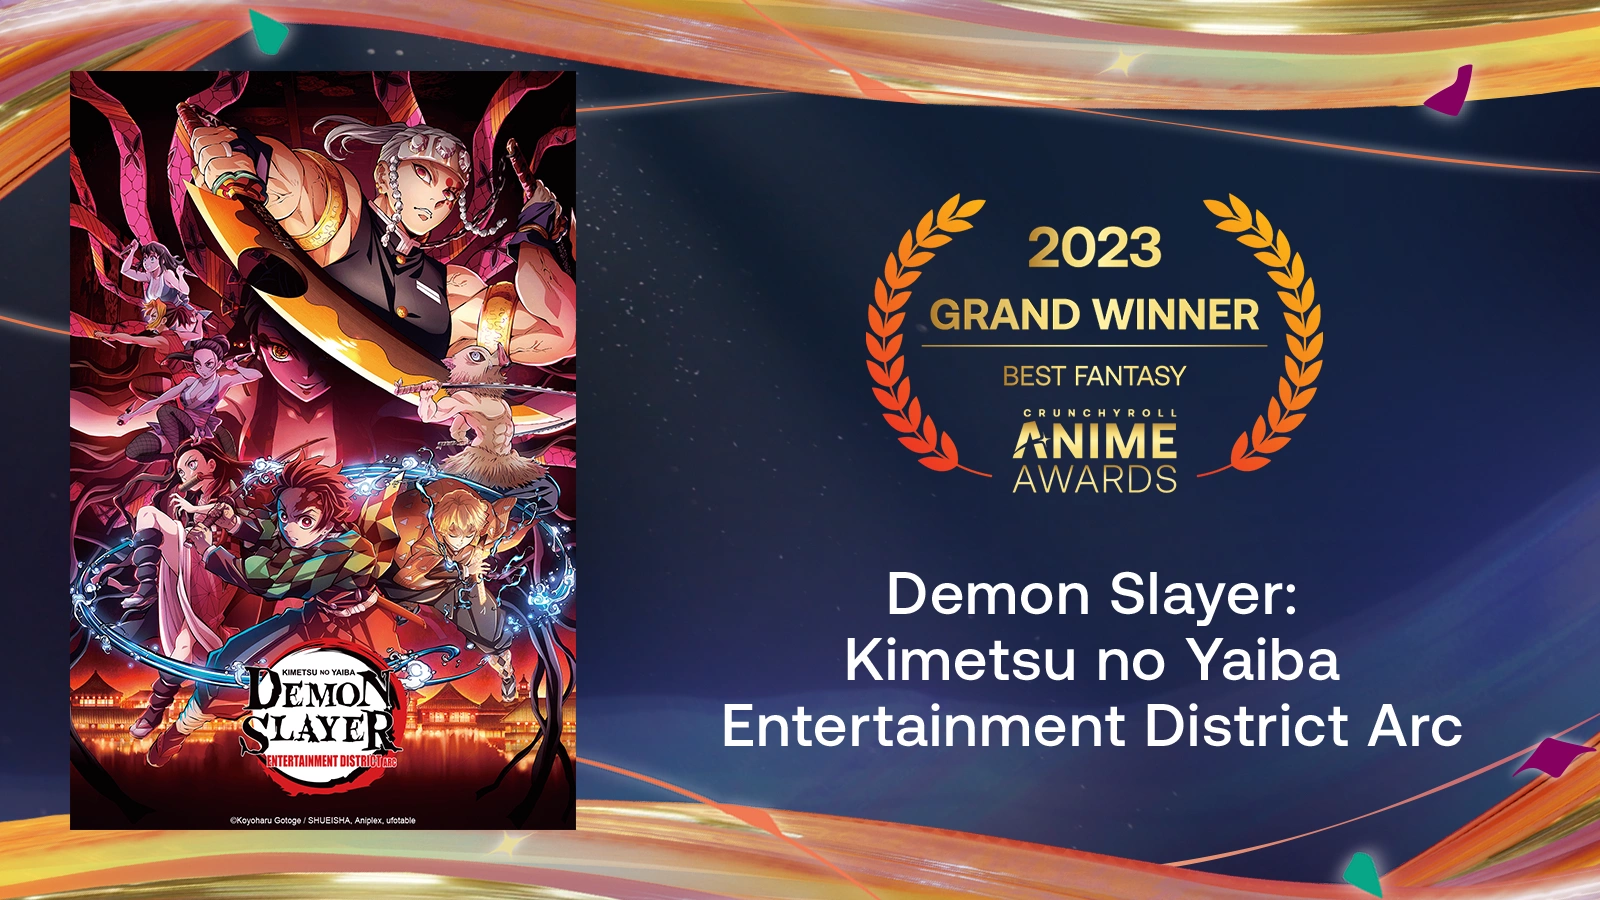 KIMETSU NO YAIBA
DEMON
SLAYER
ENTERTAINMENT DISTRICT ARC
©Koyoharu Gotoge / SHUEISHA, Aniplex, ufotable
2023
GRAND WINNER
BEST FANTASY
CRUNCHYROLL
ANIME
AWARDS
Demon Slayer:
Kimetsu no Yaiba
Entertainment District Arc